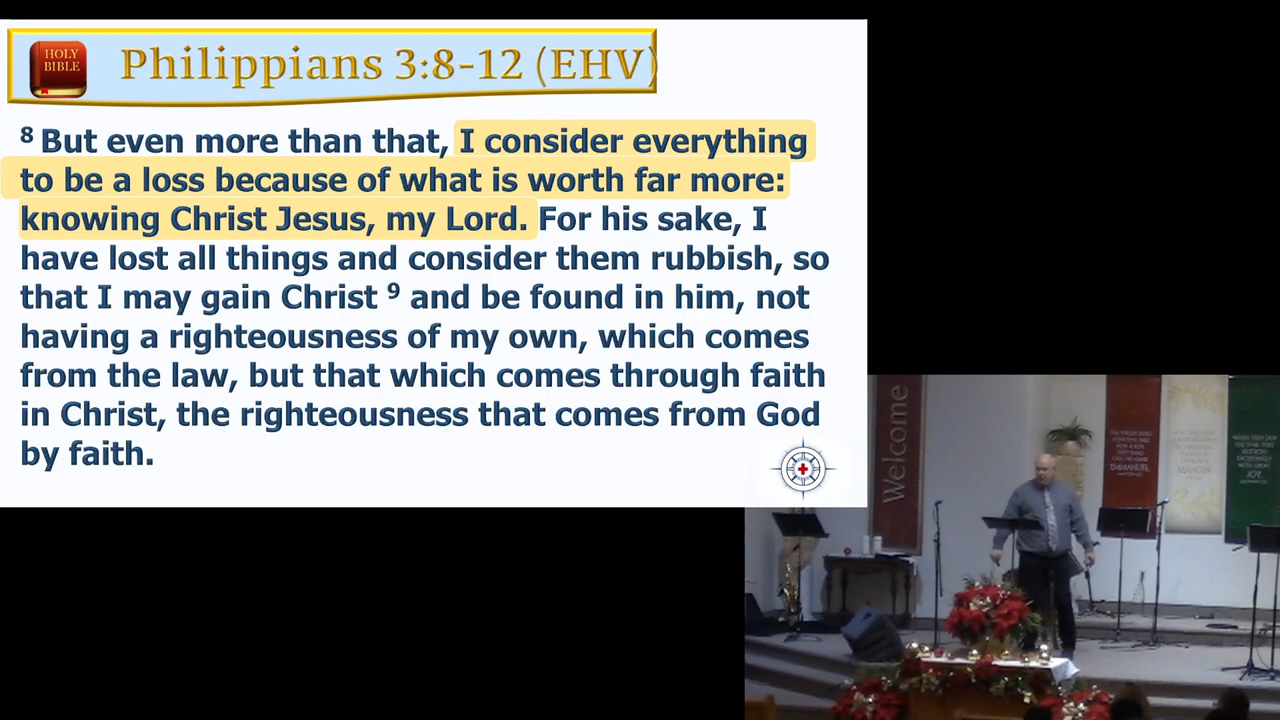 HOLY
BIBLE
Philippians 3:8-12 (EHV)
8 But even more than that, I consider everything
to be a loss because of what is worth far more:
knowing Christ Jesus, my Lord. For his sake, I
have lost all things and consider them rubbish, so
that I may gain Christ 9 and be found in him, not
having a righteousness of my own, which comes
from the law, but that which comes through faith
in Christ, the righteousness that comes from God
by faith.
Welcome
EMMANUEL
JOY